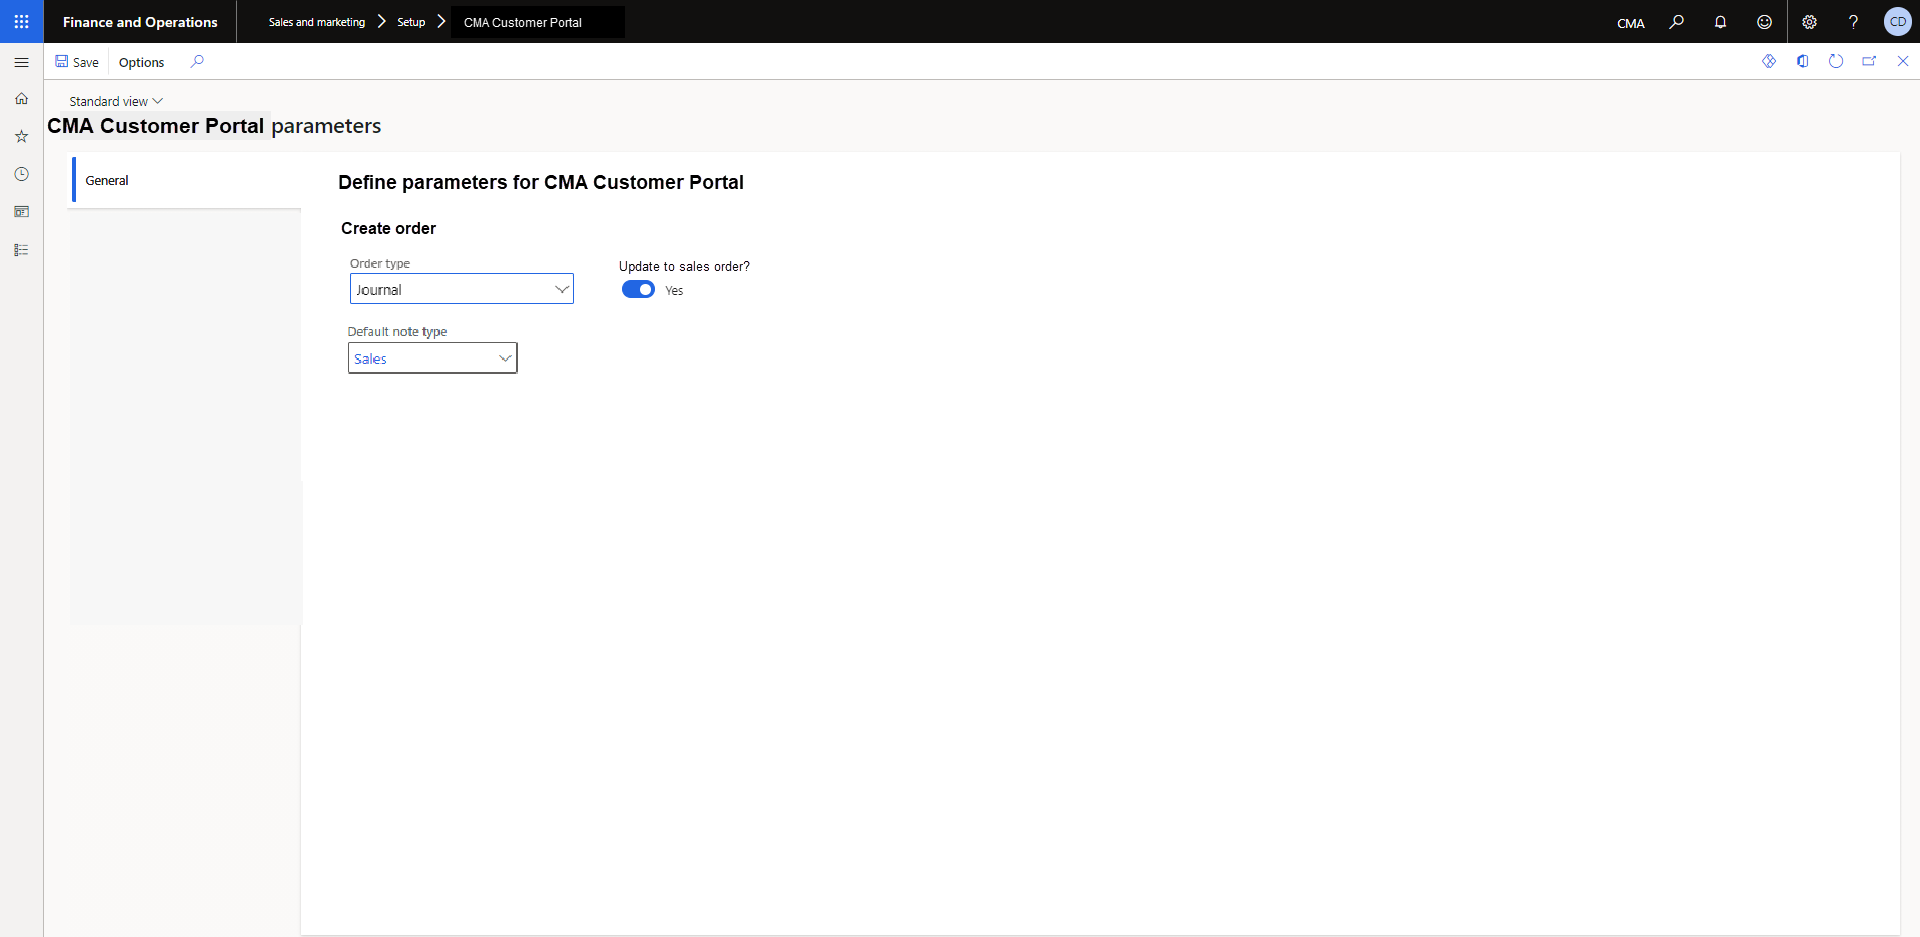 Finance and Operations
Sales and marketing > Setup > CMA Customer Portal
CMA
?
CD
Save
Options
Standard view
CMA Customer Portal parameters
General
Define parameters for CMA Customer Portal
Create order
Order type
Journal
Update to sales order?
Yes
Default note type
Sales